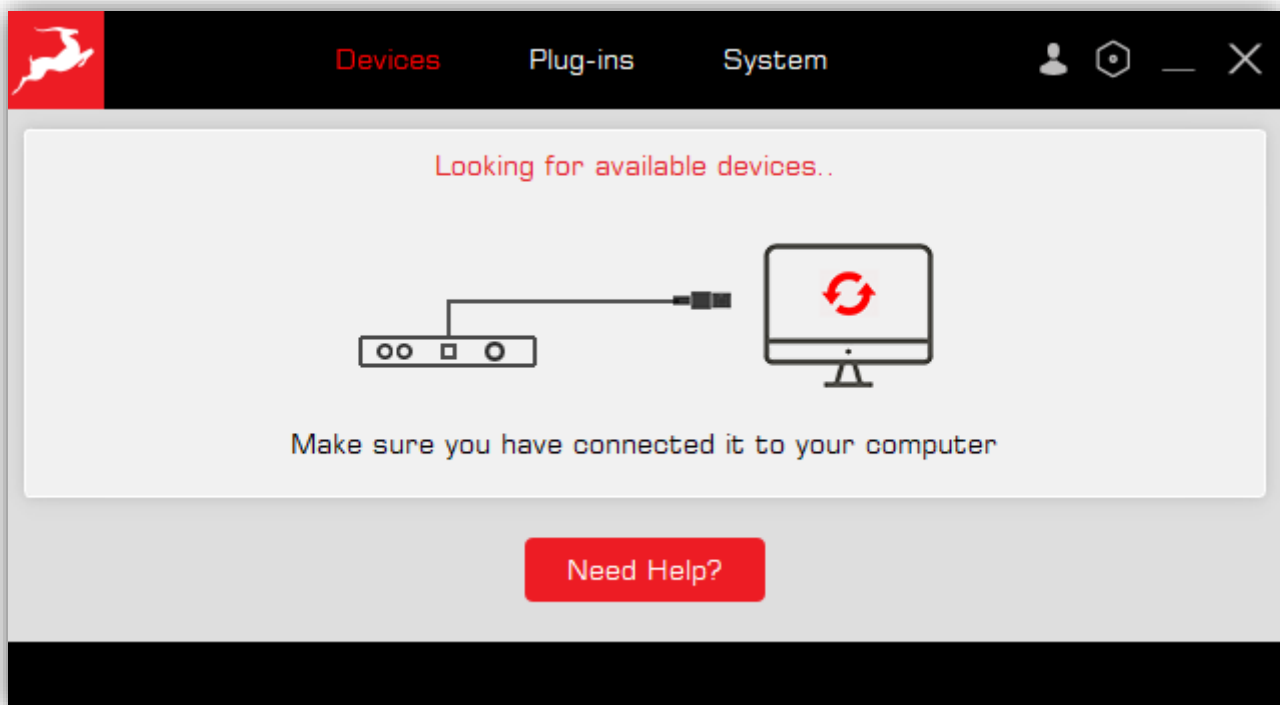 Devices Plug-ins System
Looking for available devices..
Make sure you have connected it to your computer
Need Help?